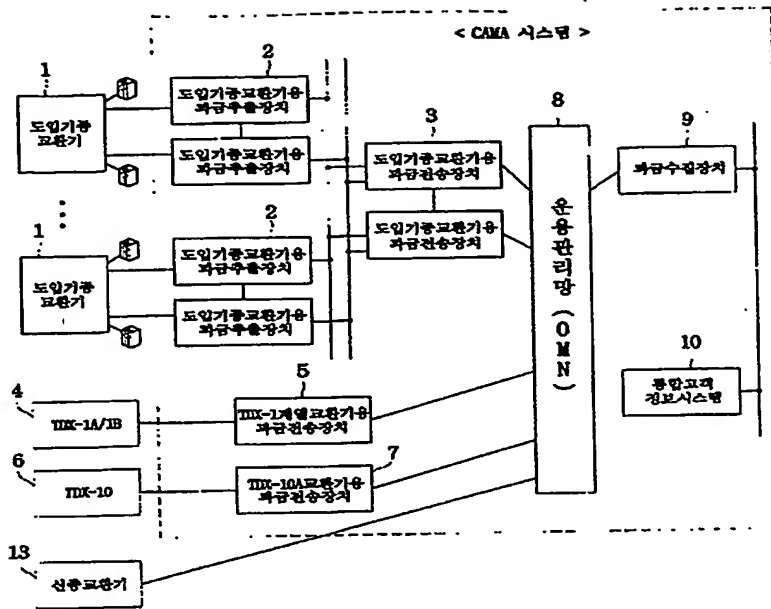 < CAMA 시스템 >
1
도입기종
교환기
2
도입기종교환기용
과금추출장치
도입기종교환기용
과금추출장치
3
도입기종교환기용
과금전송장치
도입기종교환기용
과금전송장치
8
운용관리망 (OMN)
9
과금수집장치
1
도입기종
교환기
2
도입기종교환기용
과금추출장치
도입기종교환기용
과금추출장치
10
통합고객
정보시스템
4
TDX-1A/1B
5
TDX-1계열교환기용
과금전송장치
6
TDX-10
7
TDX-10A교환기용
과금전송장치
13
신종교환기